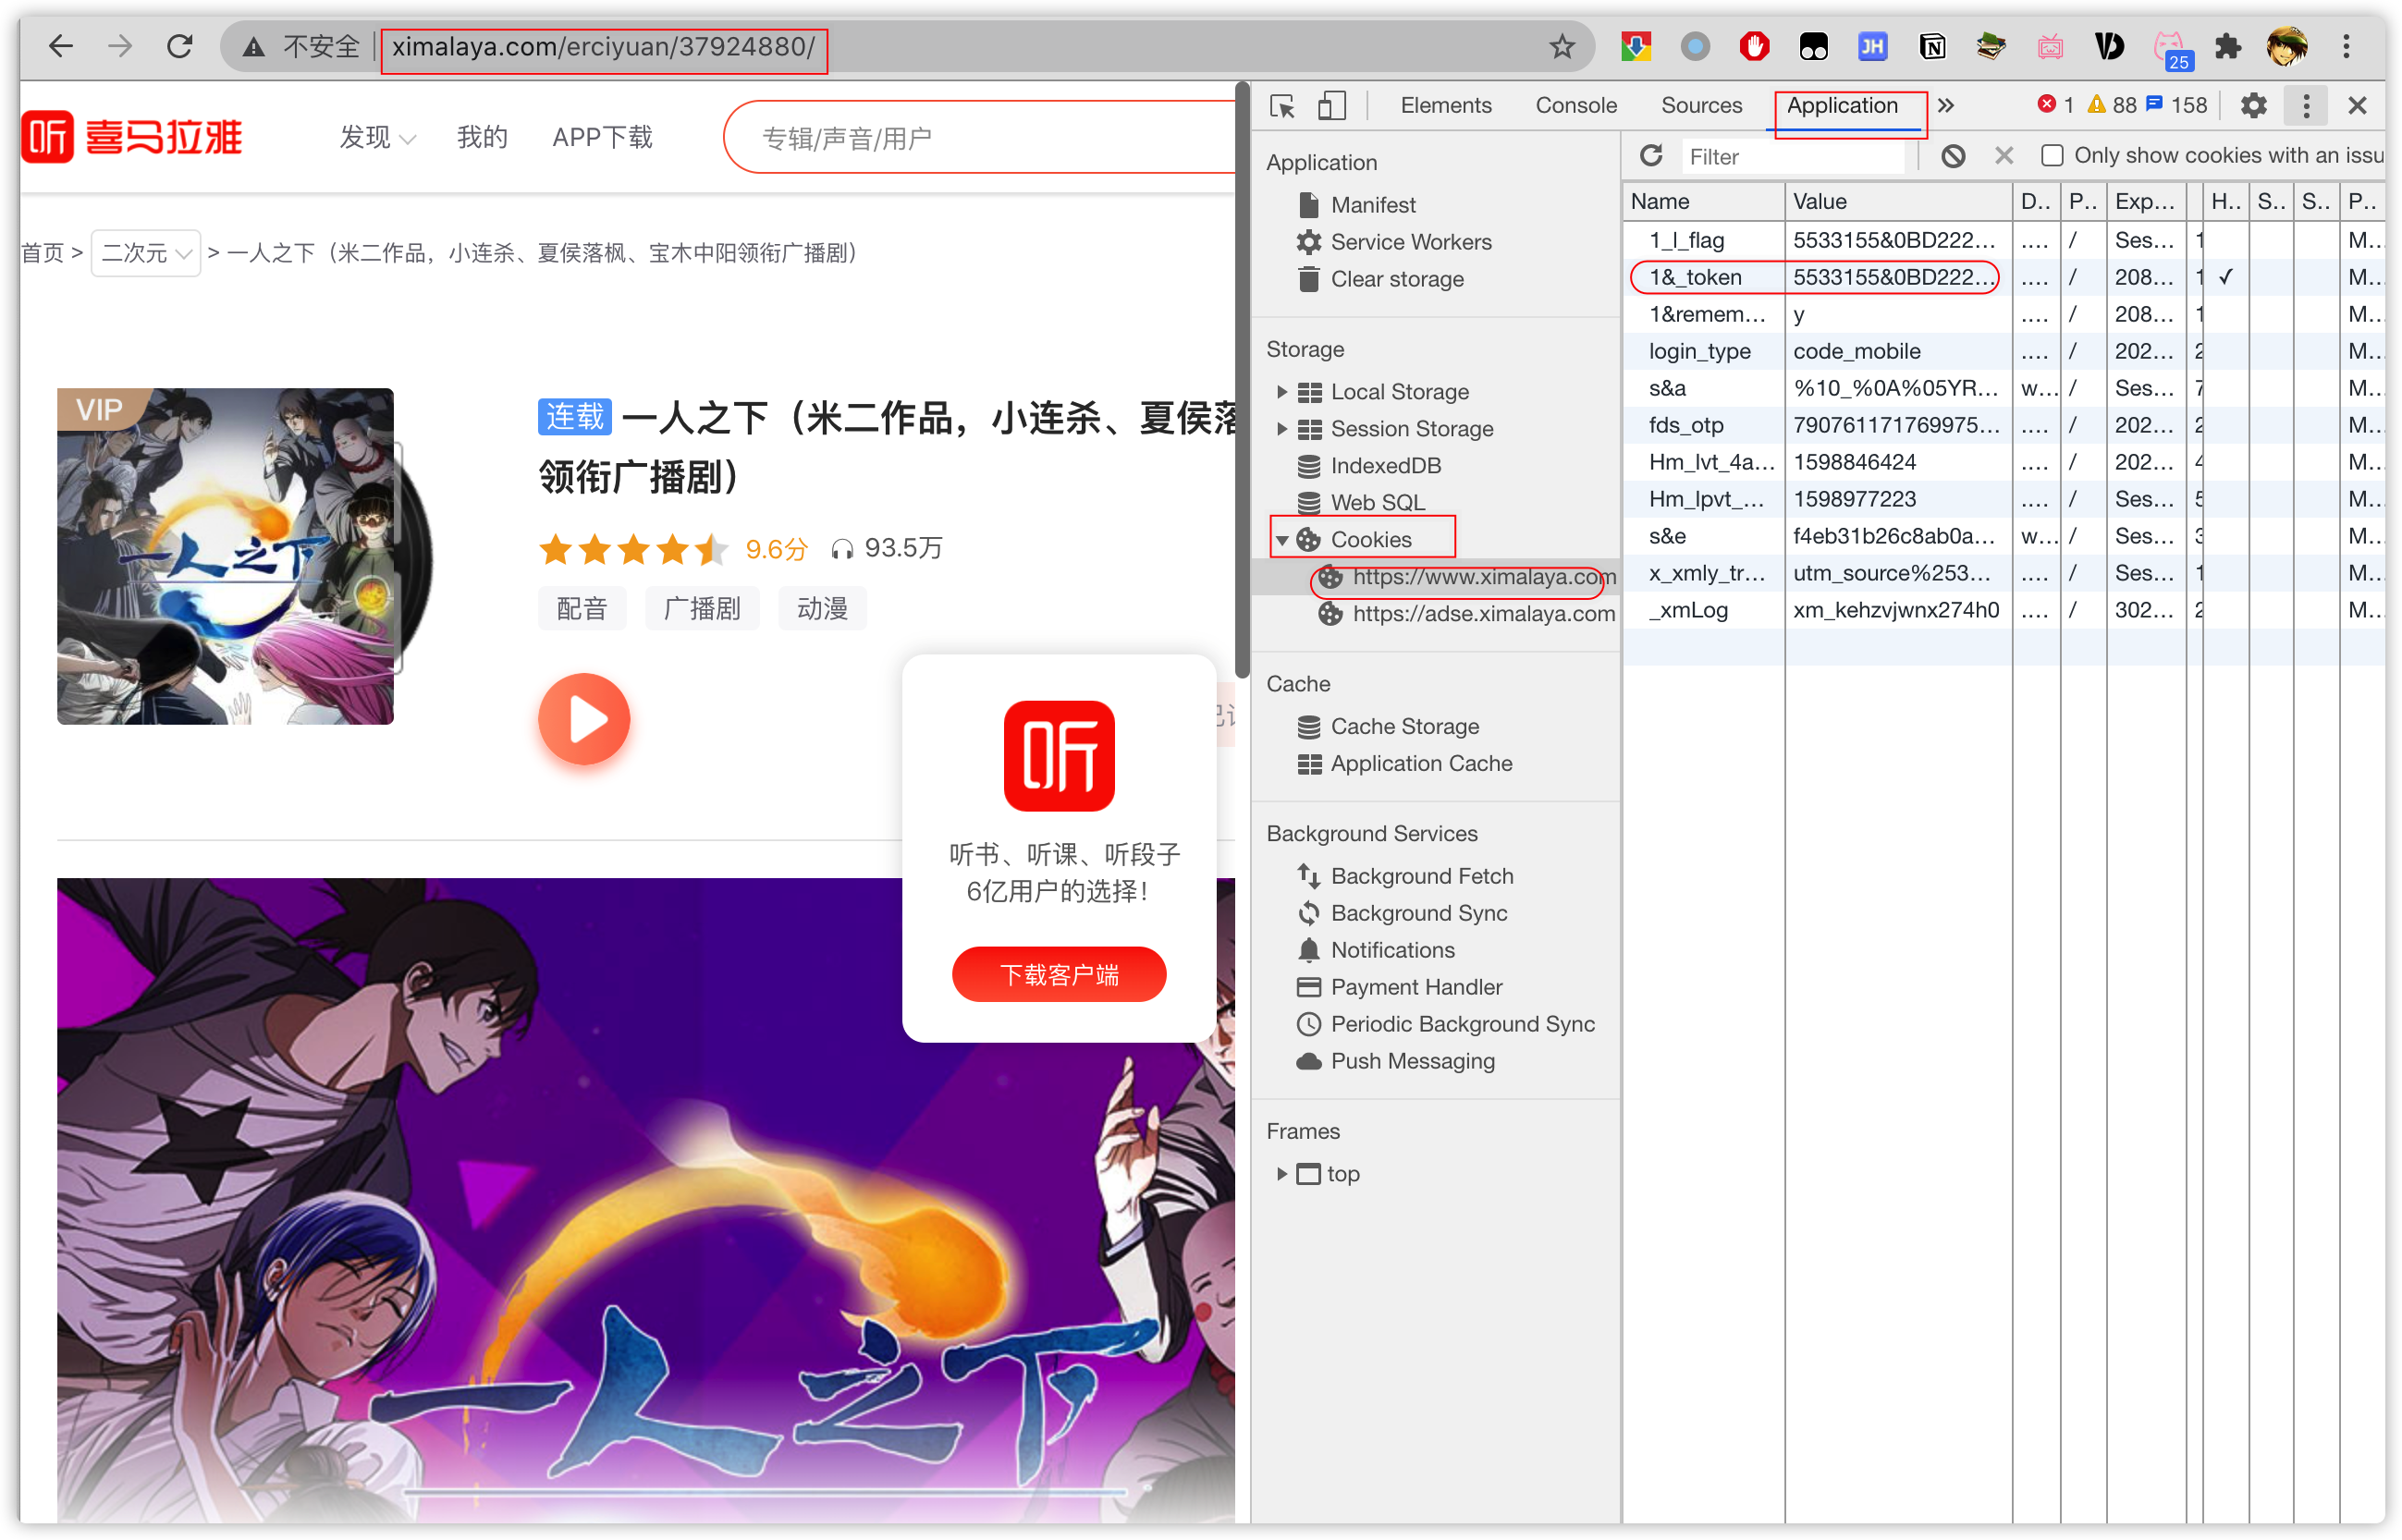 不安全 ximalaya.com/erciyuan/37924880/
JH
25
听 喜马拉雅 发现 我的 APP下载 专辑/声音/用户
首页 > 二次元 > 一人之下（米二作品，小连杀、夏侯落枫、宝木中阳领衔广播剧）
VIP
一人之下
连载 一人之下（米二作品，小连杀、夏侯落
领衔广播剧）
9.6分 93.5万
配音 广播剧 动漫
听
听书、听课、听段子
6亿用户的选择！
下载客户端
一人之下
Elements Console Sources Application » 1 88 158
Application
Manifest
Service Workers
Clear storage
Storage
Local Storage
Session Storage
IndexedDB
Web SQL
Cookies
https://www.ximalaya.com
https://adse.ximalaya.com
Cache
Cache Storage
Application Cache
Background Services
Background Fetch
Background Sync
Notifications
Payment Handler
Periodic Background Sync
Push Messaging
Frames
top
Filter Only show cookies with an issu
Name Value D.. P.. Exp... H.. S.. S.. P..
1_l_flag 5533155&0BD222... .... / Ses... 1 M...
1&_token 5533155&0BD222... .... / 208... 1 ✓ M...
1&remem... y .... / 208... 1 M...
login_type code_mobile .... / 202... 2 M...
s&a %10_%0A%05YR... w... / Ses... 7 M...
fds_otp 790761171769975... .... / 202... 2 M...
Hm_lvt_4a... 1598846424 .... / 202... 4 M...
Hm_lpvt_... 1598977223 .... / Ses... 5 M...
s&e f4eb31b26c8ab0a... w... / Ses... 3 M...
x_xmly_tr... utm_source%253... .... / Ses... 1 M...
_xmLog xm_kehzvjwnx274h0 .... / 302... 2 M...